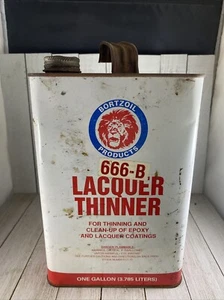 BORTZOIL
PRODUCTS
666-B
LACQUER
THINNER
FOR THINNING AND
CLEAN-UP OF EPOXY
AND LACQUER COATINGS
ONE GALLON (3.785 LITERS)